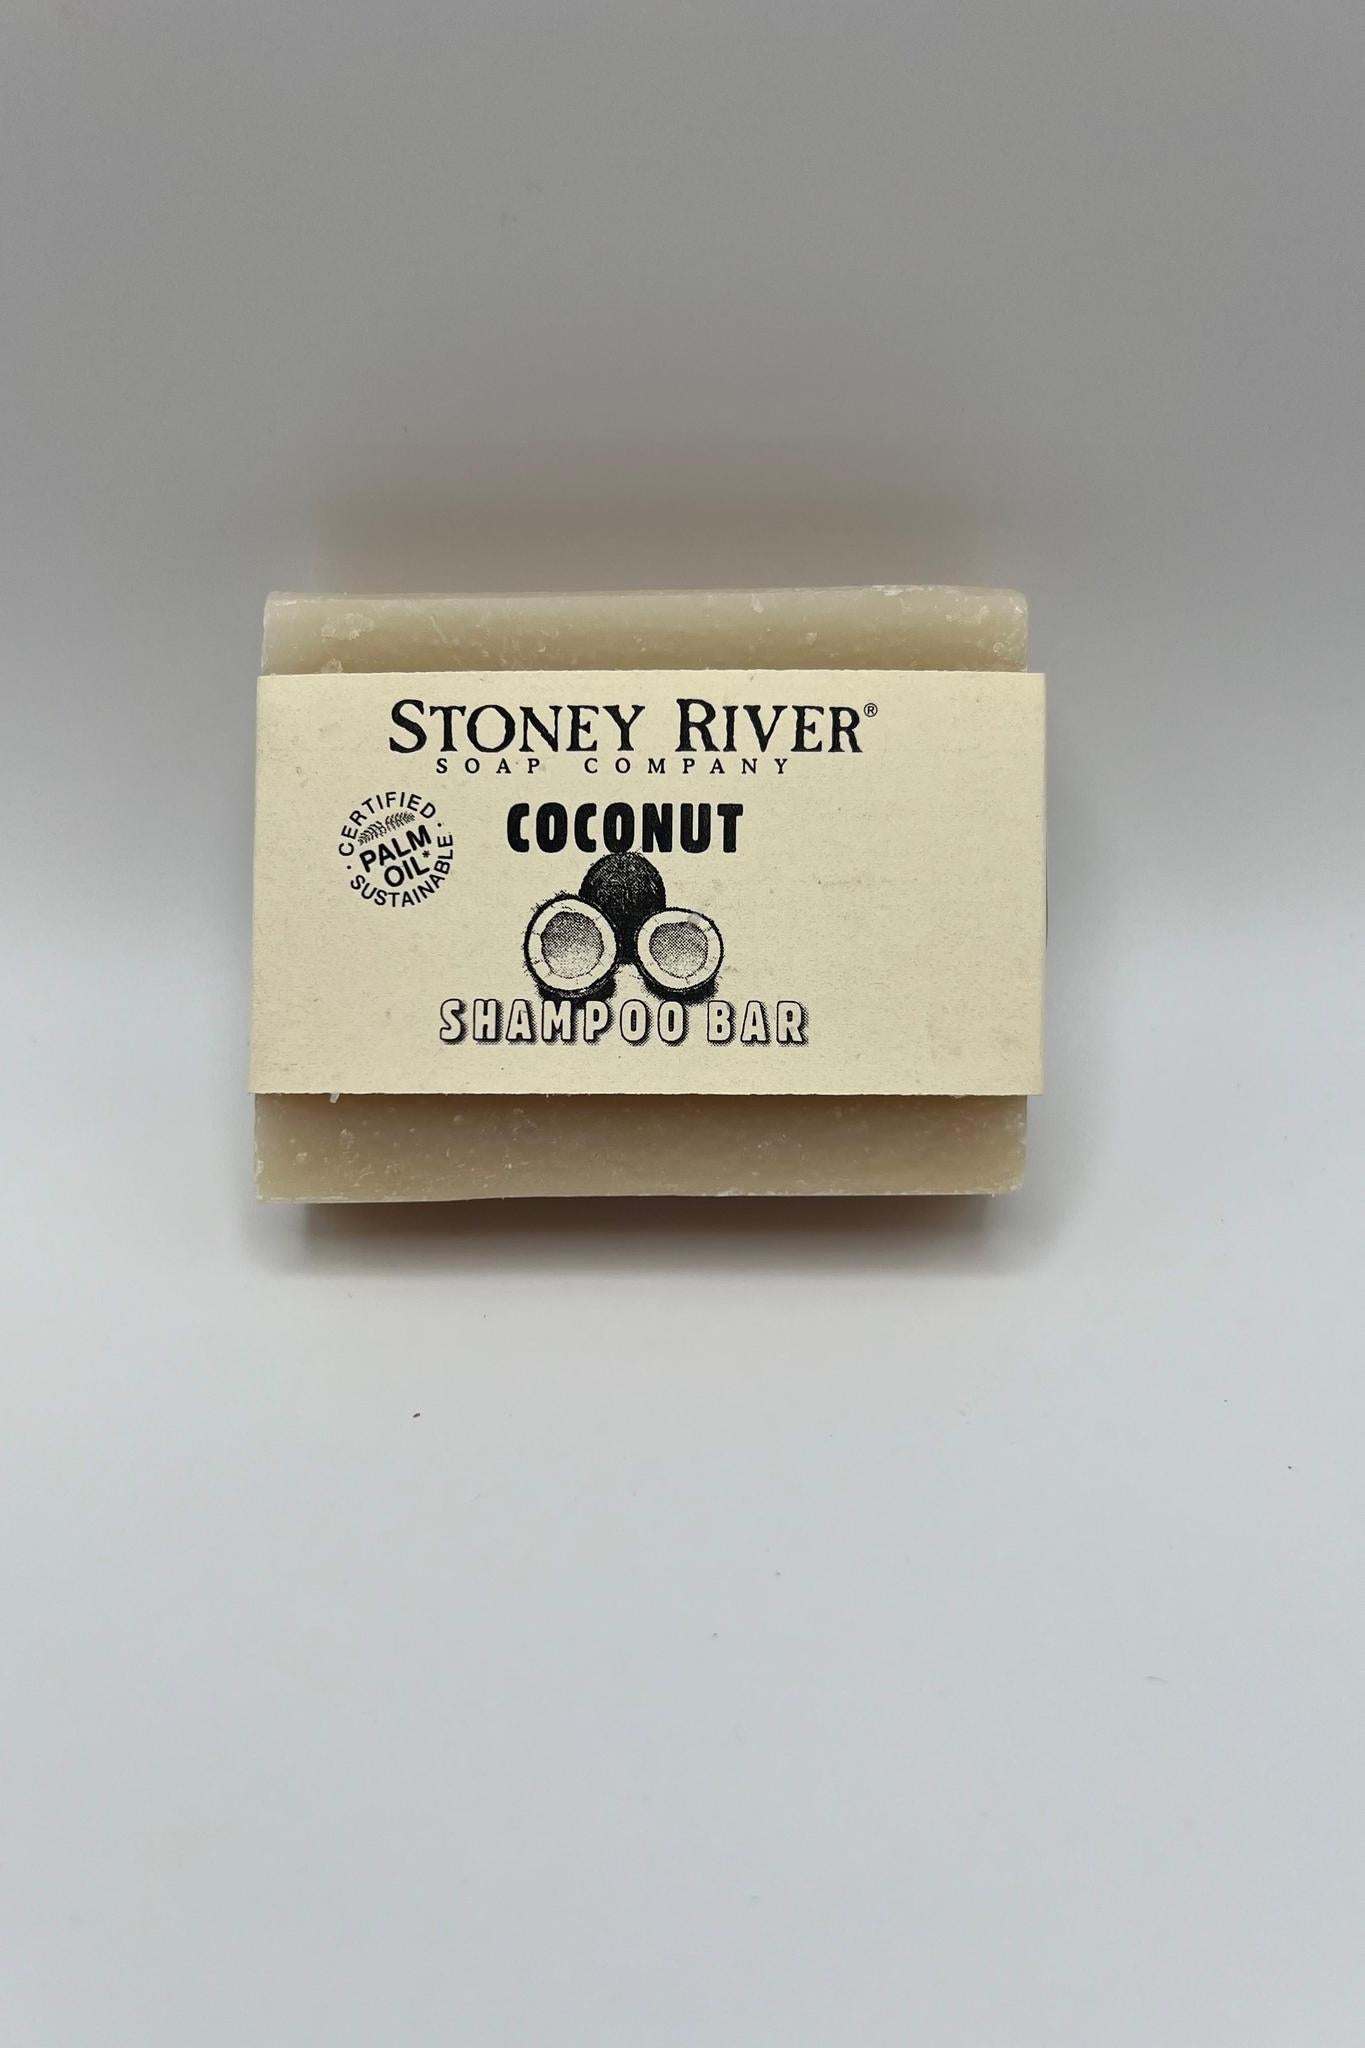 STONEY RIVER®
SOAP COMPANY
CERTIFIED
PALM
OIL*
SUSTAINABLE
COCONUT
SHAMPOO BAR